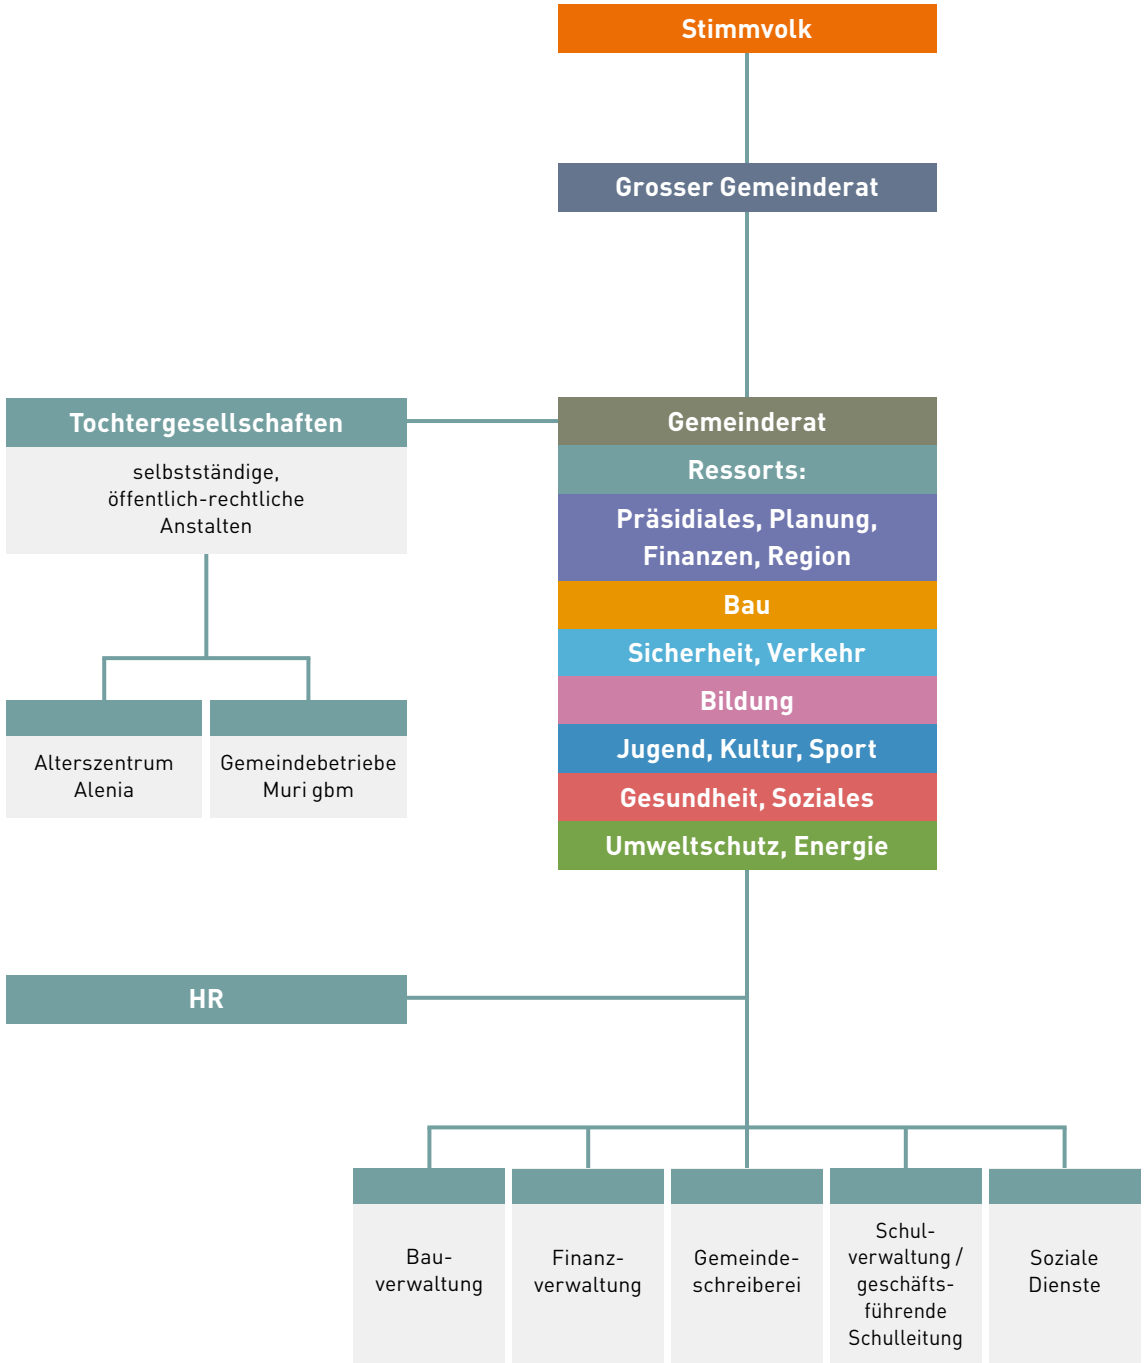 Stimmvolk
Grosser Gemeinderat
Tochtergesellschaften
selbstständige,
öffentlich-rechtliche
Anstalten
Alterszentrum
Alenia
Gemeindebetriebe
Muri gbm
Gemeinderat
Ressorts:
Präsidiales, Planung,
Finanzen, Region
Bau
Sicherheit, Verkehr
Bildung
Jugend, Kultur, Sport
Gesundheit, Soziales
Umweltschutz, Energie
HR
Bau-
verwaltung
Finanz-
verwaltung
Gemeinde-
schreiberei
Schul-
verwaltung /
geschäfts-
führende
Schulleitung
Soziale
Dienste